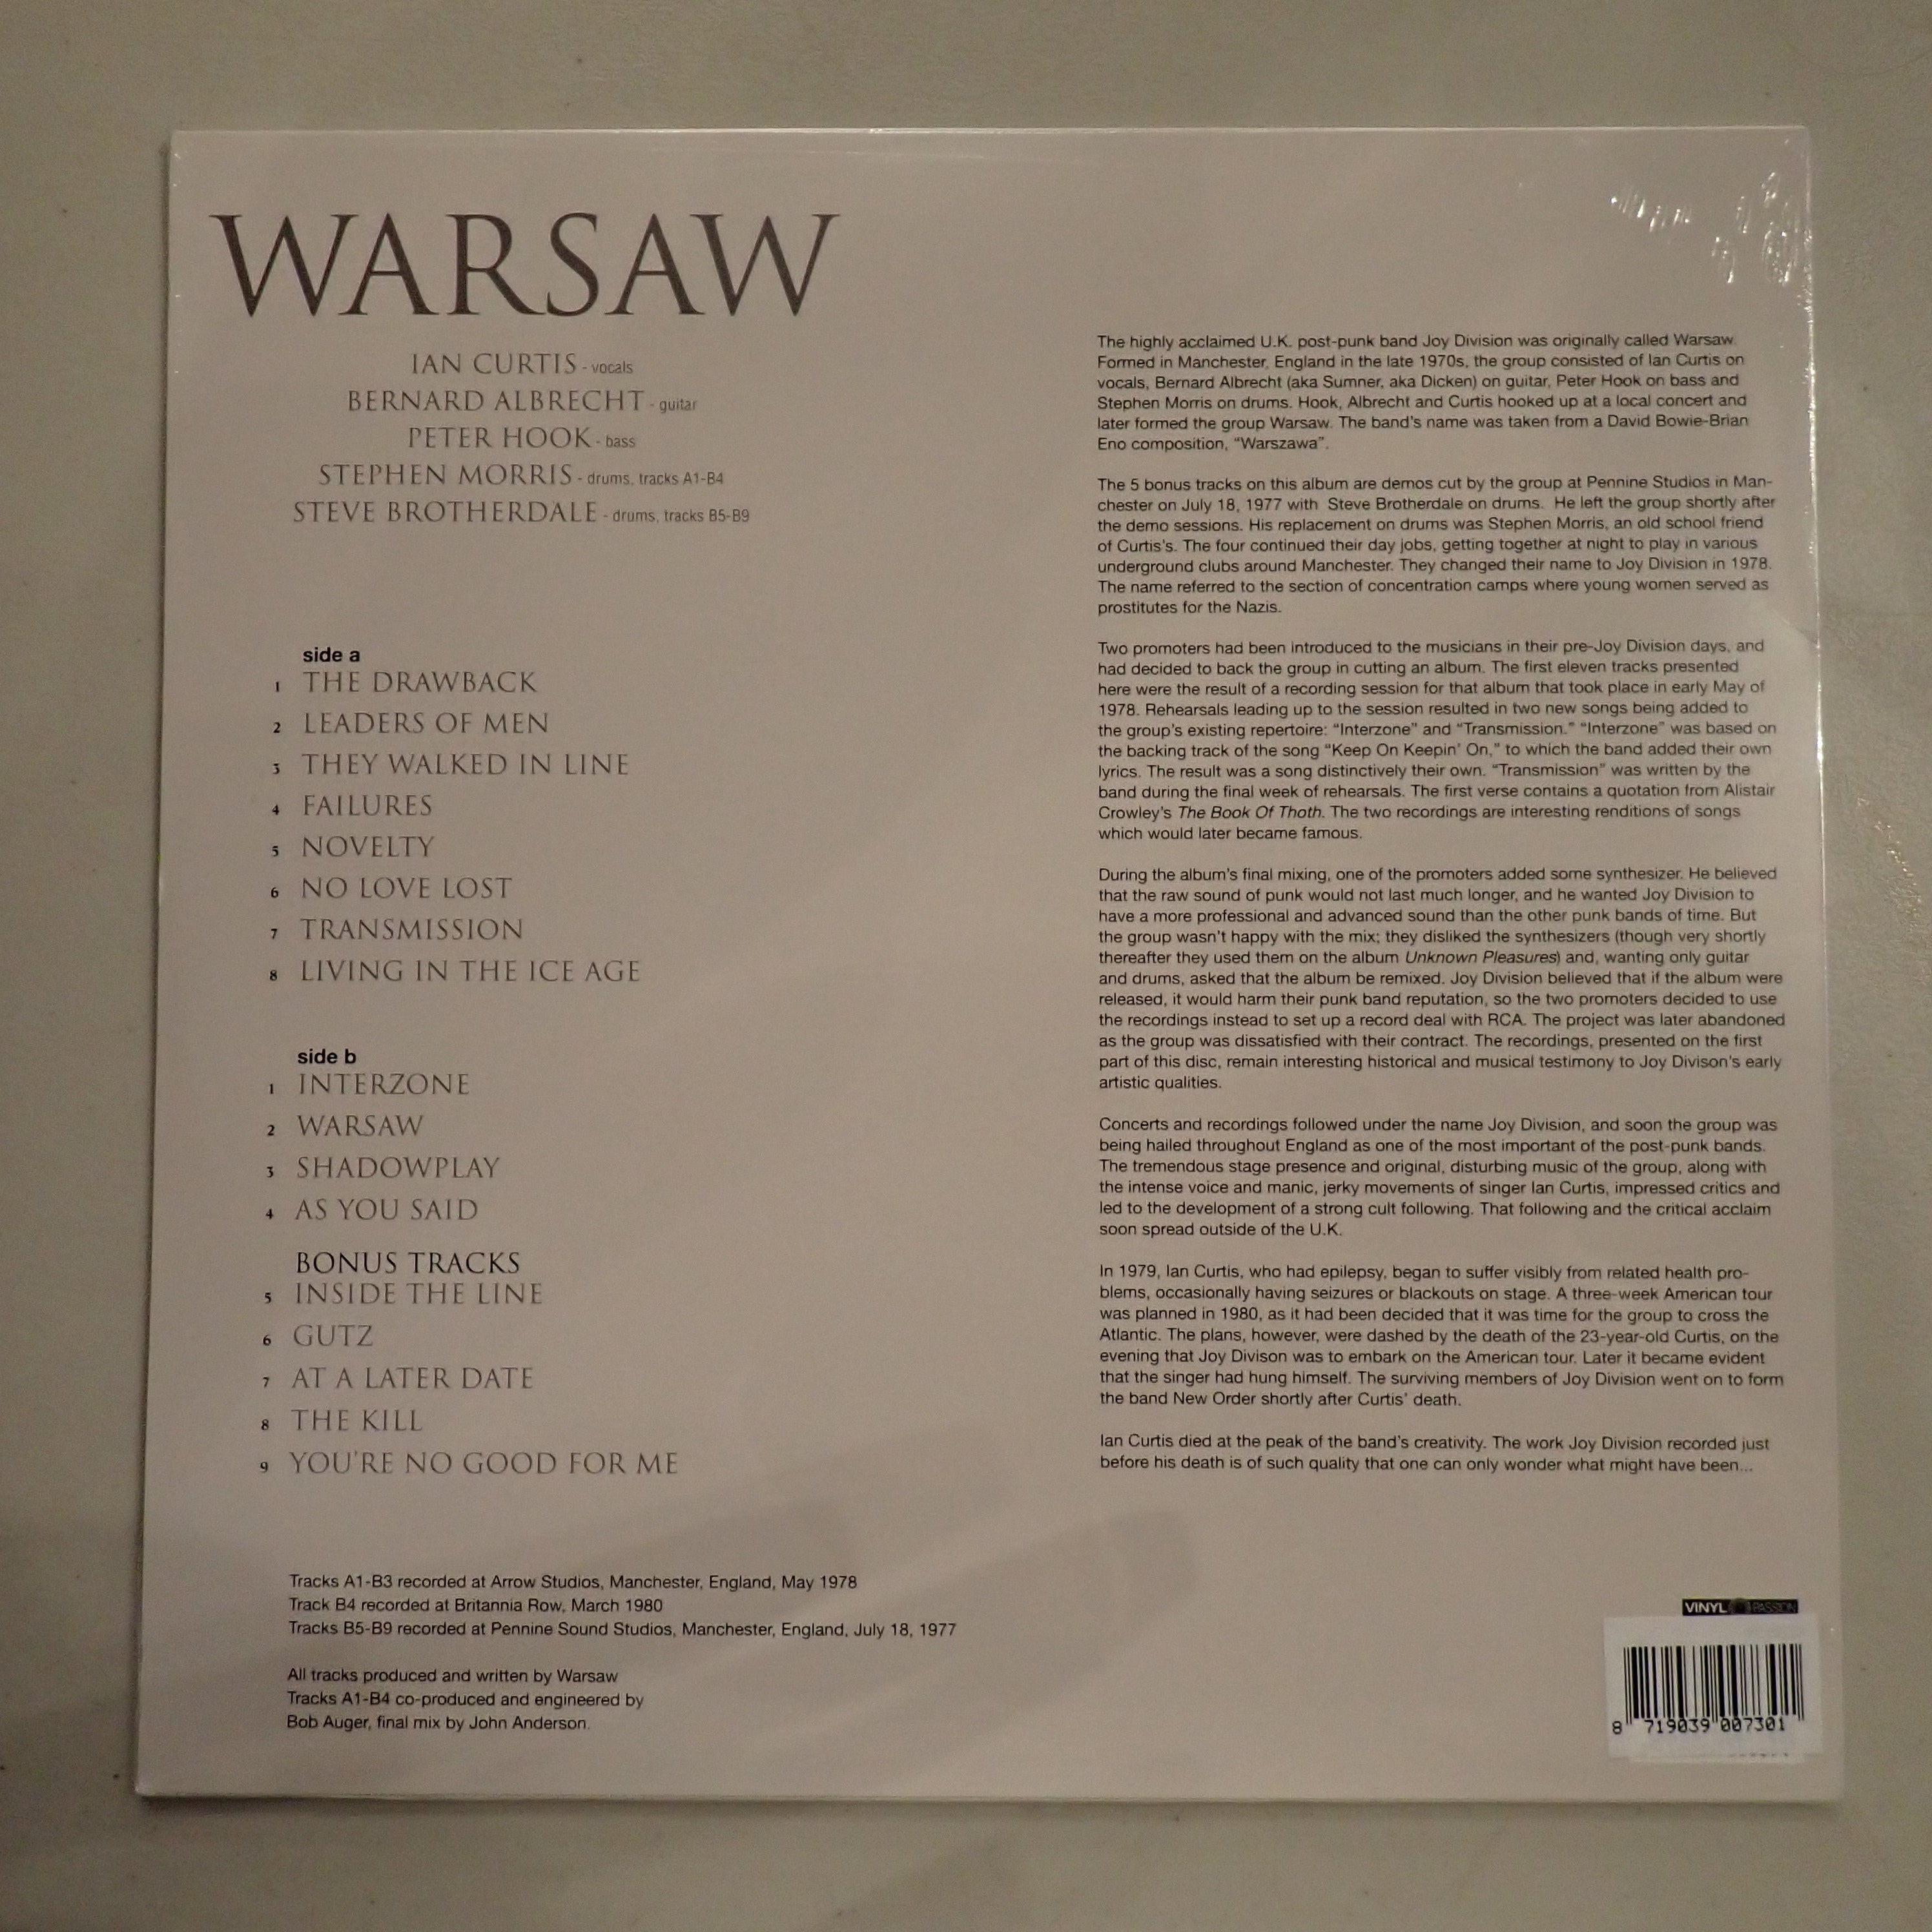 WARSAW
IAN CURTIS - vocals
BERNARD ALBRECHT - guitar
PETER HOOK - bass
STEPHEN MORRIS - drums, tracks A1-B4
STEVE BROTHERDALE - drums, tracks B5-B9
side a
1 THE DRAWBACK
2 LEADERS OF MEN
3 THEY WALKED IN LINE
4 FAILURES
5 NOVELTY
6 NO LOVE LOST
7 TRANSMISSION
8 LIVING IN THE ICE AGE
side b
1 INTERZONE
2 WARSAW
3 SHADOWPLAY
4 AS YOU SAID
BONUS TRACKS
5 INSIDE THE LINE
6 GUTZ
7 AT A LATER DATE
8 THE KILL
9 YOU'RE NO GOOD FOR ME
Tracks A1-B3 recorded at Arrow Studios, Manchester, England, May 1978
Track B4 recorded at Britannia Row, March 1980
Tracks B5-B9 recorded at Pennine Sound Studios, Manchester, England, July 18, 1977
All tracks produced and written by Warsaw
Tracks A1-B4 co-produced and engineered by
Bob Auger, final mix by John Anderson.
The highly acclaimed U.K. post-punk band Joy Division was originally called Warsaw.
Formed in Manchester, England in the late 1970s, the group consisted of Ian Curtis on
vocals, Bernard Albrecht (aka Sumner, aka Dicken) on guitar, Peter Hook on bass and
Stephen Morris on drums. Hook, Albrecht and Curtis hooked up at a local concert and
later formed the group Warsaw. The band's name was taken from a David Bowie-Brian
Eno composition, “Warszawa”.
The 5 bonus tracks on this album are demos cut by the group at Pennine Studios in Man-
chester on July 18, 1977 with Steve Brotherdale on drums. He left the group shortly after
the demo sessions. His replacement on drums was Stephen Morris, an old school friend
of Curtis's. The four continued their day jobs, getting together at night to play in various
underground clubs around Manchester. They changed their name to Joy Division in 1978.
The name referred to the section of concentration camps where young women served as
prostitutes for the Nazis.
Two promoters had been introduced to the musicians in their pre-Joy Division days, and
had decided to back the group in cutting an album. The first eleven tracks presented
here were the result of a recording session for that album that took place in early May of
1978. Rehearsals leading up to the session resulted in two new songs being added to
the group's existing repertoire: “Interzone” and “Transmission.” “Interzone” was based on
the backing track of the song “Keep On Keepin' On,” to which the band added their own
lyrics. The result was a song distinctively their own. “Transmission” was written by the
band during the final week of rehearsals. The first verse contains a quotation from Alistair
Crowley's The Book Of Thoth. The two recordings are interesting renditions of songs
which would later became famous.
During the album's final mixing, one of the promoters added some synthesizer. He believed
that the raw sound of punk would not last much longer, and he wanted Joy Division to
have a more professional and advanced sound than the other punk bands of time. But
the group wasn't happy with the mix; they disliked the synthesizers (though very shortly
thereafter they used them on the album Unknown Pleasures) and, wanting only guitar
and drums, asked that the album be remixed. Joy Division believed that if the album were
released, it would harm their punk band reputation, so the two promoters decided to use
the recordings instead to set up a record deal with RCA. The project was later abandoned
as the group was dissatisfied with their contract. The recordings, presented on the first
part of this disc, remain interesting historical and musical testimony to Joy Divison's early
artistic qualities.
Concerts and recordings followed under the name Joy Division, and soon the group was
being hailed throughout England as one of the most important of the post-punk bands.
The tremendous stage presence and original, disturbing music of the group, along with
the intense voice and manic, jerky movements of singer Ian Curtis, impressed critics and
led to the development of a strong cult following. That following and the critical acclaim
soon spread outside of the U.K.
In 1979, Ian Curtis, who had epilepsy, began to suffer visibly from related health pro-
blems, occasionally having seizures or blackouts on stage. A three-week American tour
was planned in 1980, as it had been decided that it was time for the group to cross the
Atlantic. The plans, however, were dashed by the death of the 23-year-old Curtis, on the
evening that Joy Divison was to embark on the American tour. Later it became evident
that the singer had hung himself. The surviving members of Joy Division went on to form
the band New Order shortly after Curtis' death.
Ian Curtis died at the peak of the band's creativity. The work Joy Division recorded just
before his death is of such quality that one can only wonder what might have been...
VINYL PASSION
8 719039 007301